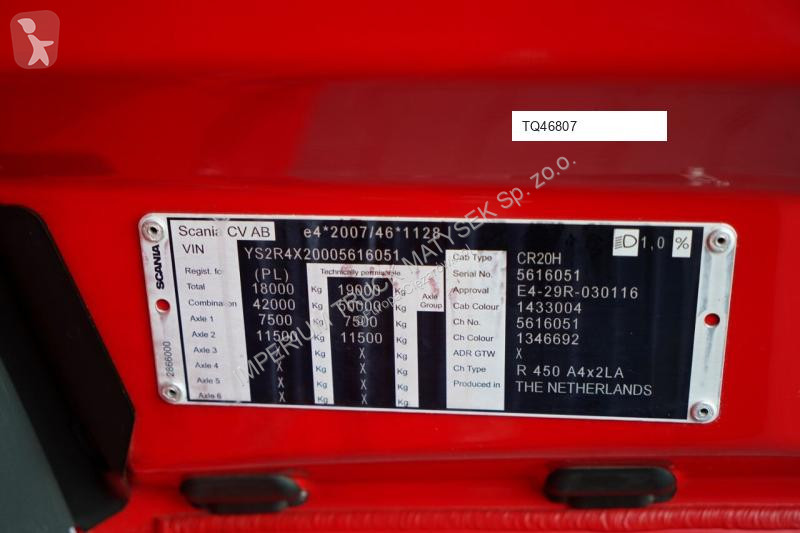 TQ46807
IMPERIUM TRUCK MATYSEK Sp. zo.o.
SCANIA
2866000
Scania CV AB e4*2007/46*1128
VIN YS2R4X20005616051
Regist. for (PL) Technically permissible
Total 18000 Kg 19000 Kg
Combination 42000 Kg Kg Axle Group
Axle 1 7500 Kg 7500 Kg
Axle 2 11500 Kg 11500 Kg
Axle 3 X Kg X Kg
Axle 4 X Kg X Kg
Axle 5 X Kg X Kg
Axle 6 X Kg X Kg
1,0 %
Cab Type CR20H
Serial No. 5616051
Approval E4-29R-030116
Cab Colour 1433004
Ch No. 5616051
Ch Colour 1346692
ADR GTW X
Ch Type R 450 A4x2LA
Produced in THE NETHERLANDS